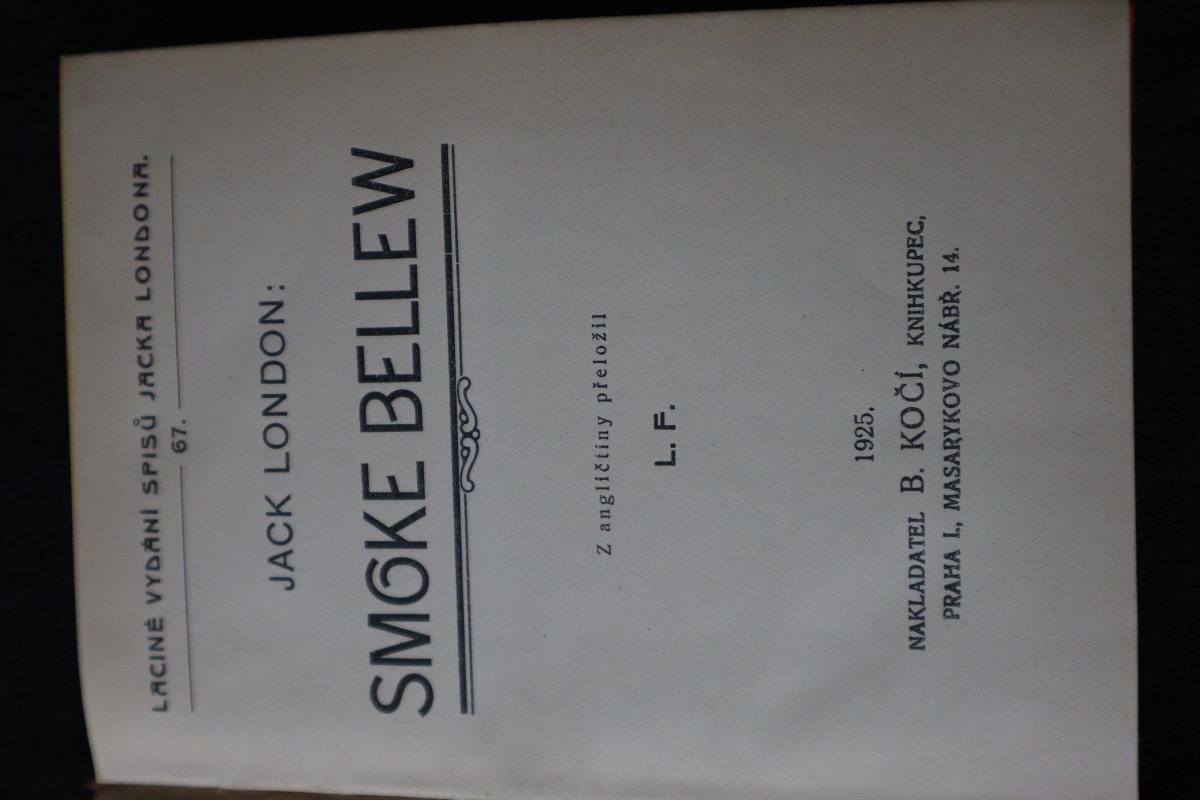 LACINÉ VYDÁNÍ SPISŮ JACKA LONDONA.
67.
JACK LONDON:
SMOKE BELLEW
Z angličtiny přeložil
L. F.
1925.
NAKLADATEL B. KOČÍ, KNIHKUPEC,
PRAHA I., MASARYKOVO NÁBŘ. 14.